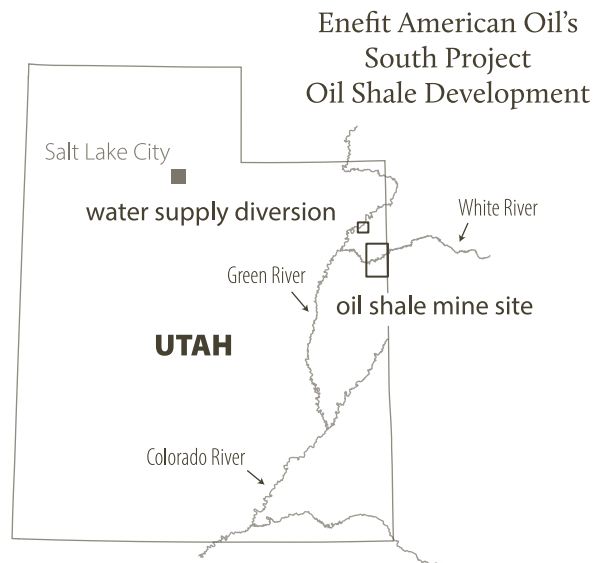 Enefit American Oil’s
South Project
Oil Shale Development
Salt Lake City
water supply diversion
White River
Green River
oil shale mine site
UTAH
Colorado River